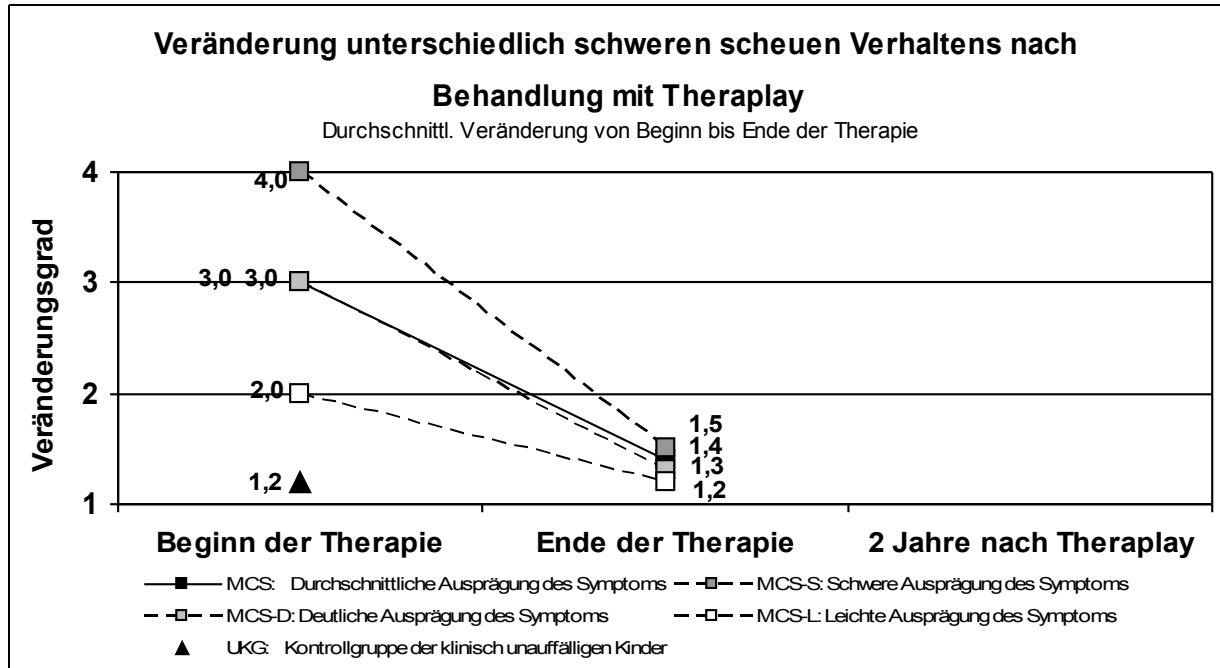 Veränderung unterschiedlich schweren scheuen Verhaltens nach
Behandlung mit Theraplay
Durchschnittl. Veränderung von Beginn bis Ende der Therapie
Veränderungsgrad
4
3
2
1
4,0
3,0 3,0
2,0
1,2
1,5
1,4
1,3
1,2
Beginn der Therapie Ende der Therapie 2 Jahre nach Theraplay
MCS: Durchschnittliche Ausprägung des Symptoms MCS-S: Schwere Ausprägung des Symptoms
MCS-D: Deutliche Ausprägung des Symptoms MCS-L: Leichte Ausprägung des Symptoms
UKG: Kontrollgruppe der klinisch unauffälligen Kinder